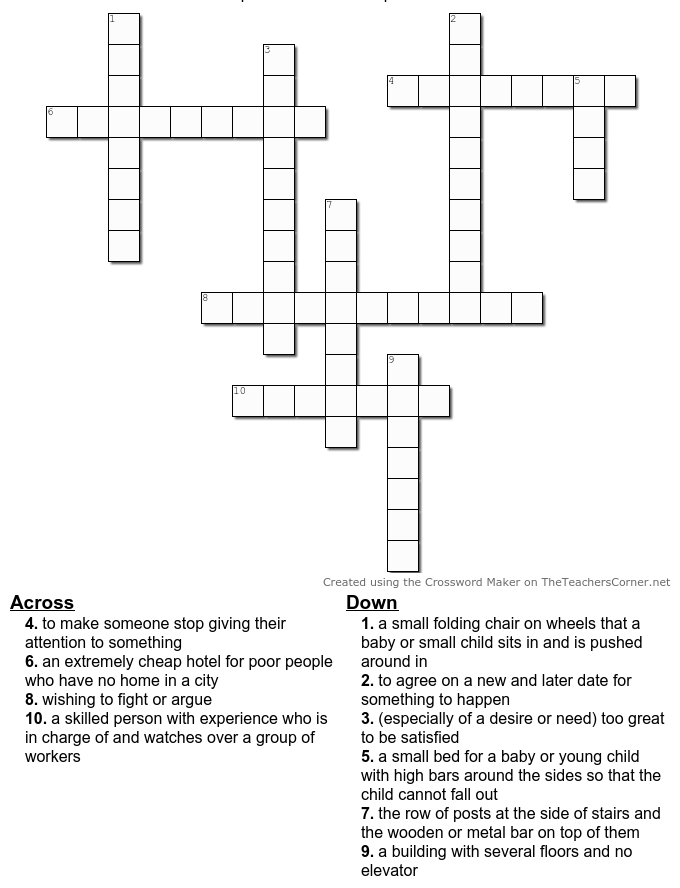 1
2
3
4
5
6
7
8
9
10
Created using the Crossword Maker on TheTeachersCorner.net
Across
4. to make someone stop giving their
attention to something
6. an extremely cheap hotel for poor people
who have no home in a city
8. wishing to fight or argue
10. a skilled person with experience who is
in charge of and watches over a group of
workers
Down
1. a small folding chair on wheels that a
baby or small child sits in and is pushed
around in
2. to agree on a new and later date for
something to happen
3. (especially of a desire or need) too great
to be satisfied
5. a small bed for a baby or young child
with high bars around the sides so that the
child cannot fall out
7. the row of posts at the side of stairs and
the wooden or metal bar on top of them
9. a building with several floors and no
elevator